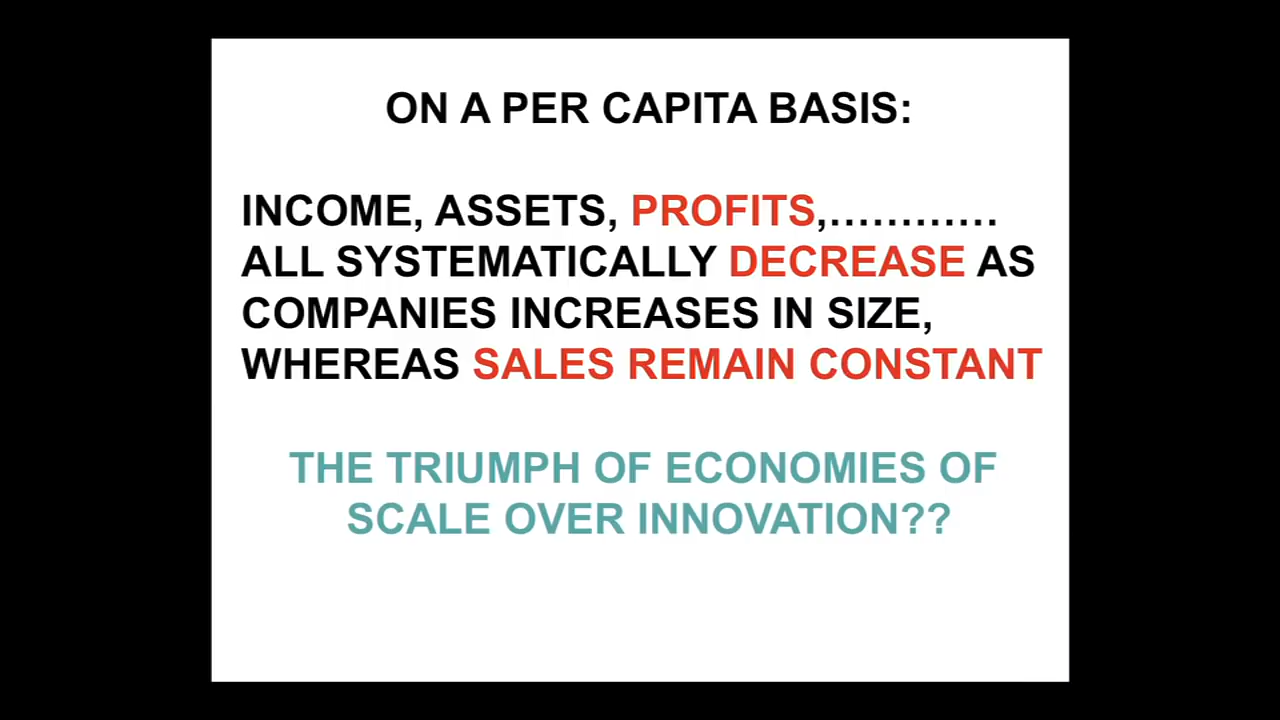 ON A PER CAPITA BASIS:
INCOME, ASSETS, PROFITS,............
ALL SYSTEMATICALLY DECREASE AS
COMPANIES INCREASES IN SIZE,
WHEREAS SALES REMAIN CONSTANT
THE TRIUMPH OF ECONOMIES OF
SCALE OVER INNOVATION??